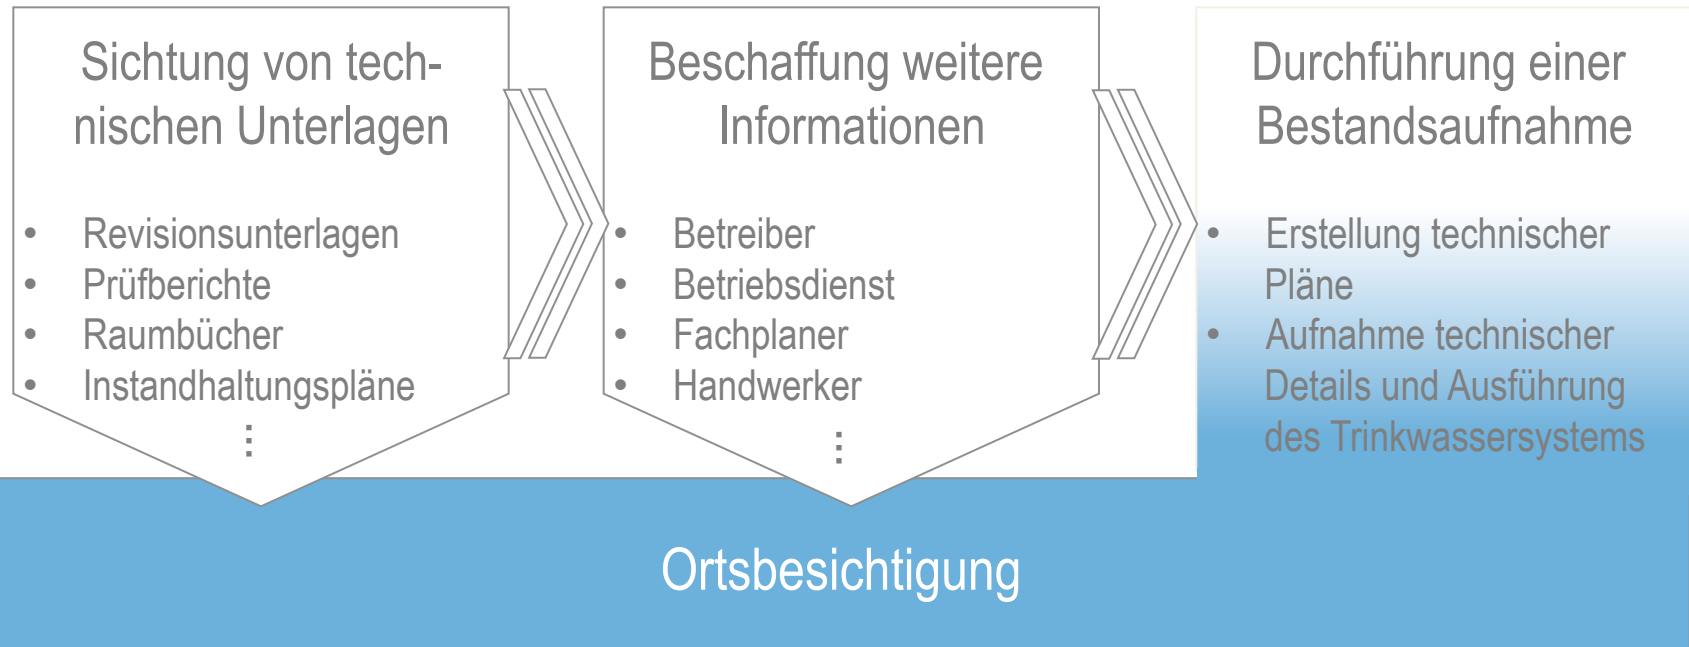 Sichtung von tech-
nischen Unterlagen
• Revisionsunterlagen
• Prüfberichte
• Raumbücher
• Instandhaltungspläne
⋮
Beschaffung weitere
Informationen
• Betreiber
• Betriebsdienst
• Fachplaner
• Handwerker
⋮
Durchführung einer
Bestandsaufnahme
• Erstellung technischer
Pläne
• Aufnahme technischer
Details und Ausführung
des Trinkwassersystems
Ortsbesichtigung